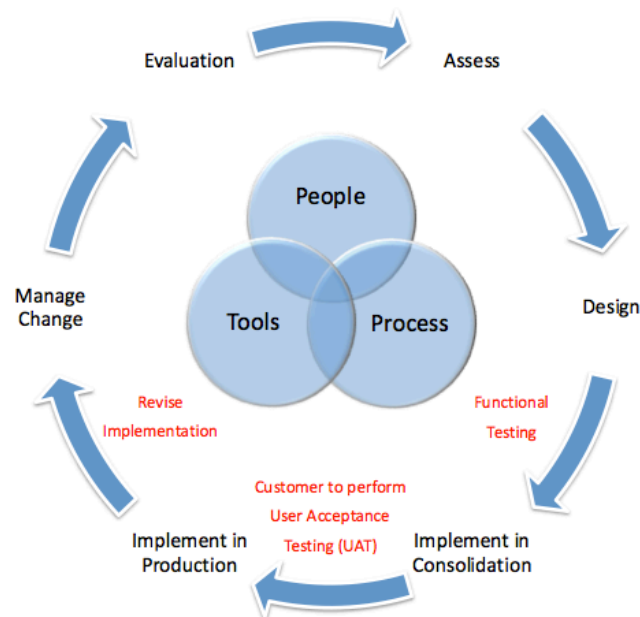 Evaluation
Assess
People
Manage
Change
Tools
Process
Design
Revise
Implementation
Functional
Testing
Customer to perform
User Acceptance
Testing (UAT)
Implement in
Production
Implement in
Consolidation